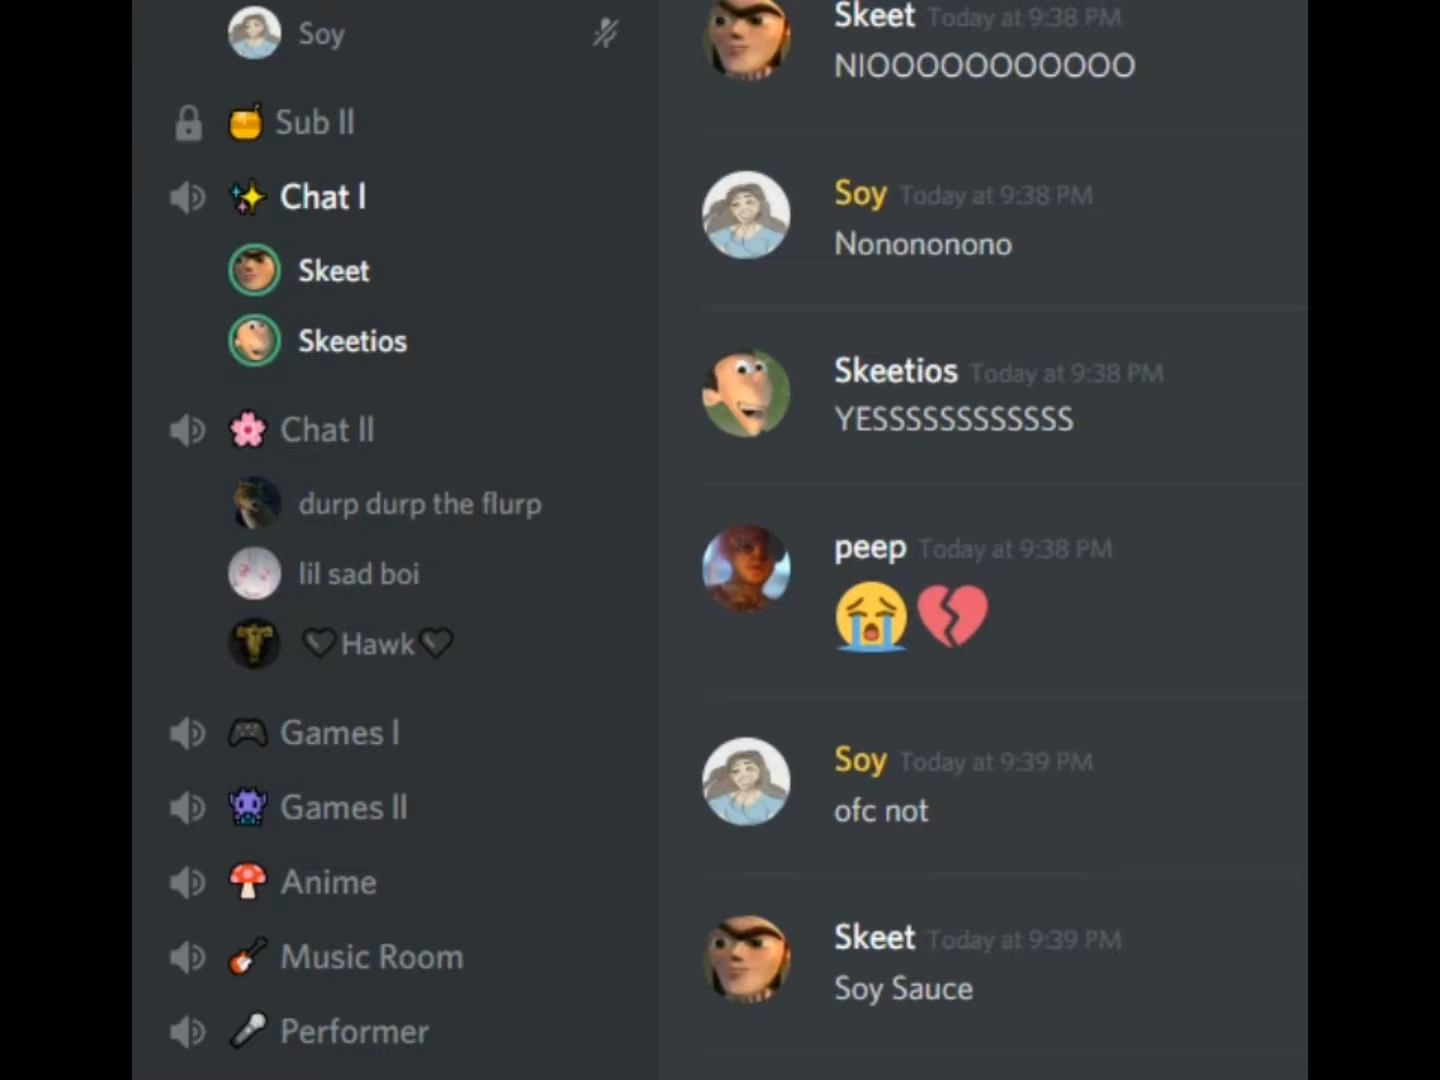 Soy
Sub II
Chat I
Skeet
Skeetios
Chat II
durp durp the flurp
lil sad boi
🖤Hawk🖤
Games I
Games II
Anime
Music Room
Performer
Skeet Today at 9:38 PM
NIOOOOOOOOOOO
Soy Today at 9:38 PM
Nonononono
Skeetios Today at 9:38 PM
YESSSSSSSSSSSS
peep Today at 9:38 PM
😭💔
Soy Today at 9:39 PM
ofc not
Skeet Today at 9:39 PM
Soy Sauce